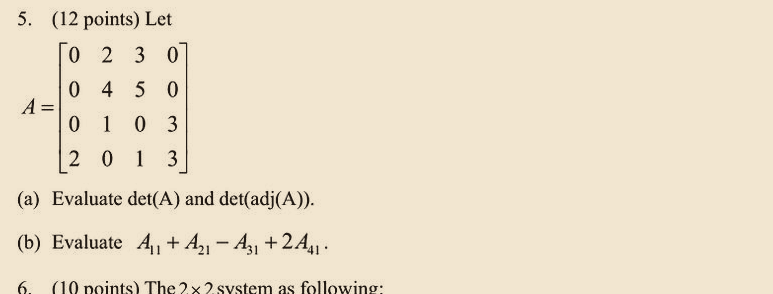 5. (12 points) Let
A = [0 2 3 0
0 4 5 0
0 1 0 3
2 0 1 3]
(a) Evaluate det(A) and det(adj(A)).
(b) Evaluate A₁₁ + A₂₁ − A₃₁ + 2A₄₁ .
6. (10 points) The 2×2 system as following: